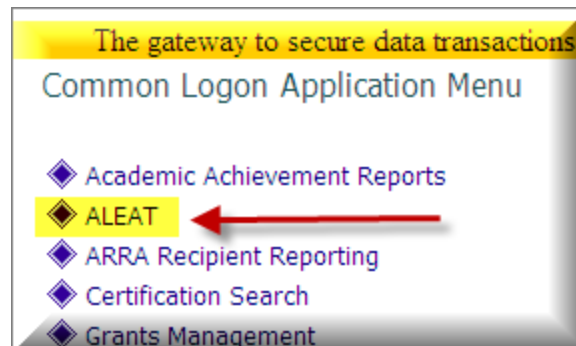 The gateway to secure data transactions
Common Logon Application Menu
Academic Achievement Reports
ALEAT
ARRA Recipient Reporting
Certification Search
Grants Management